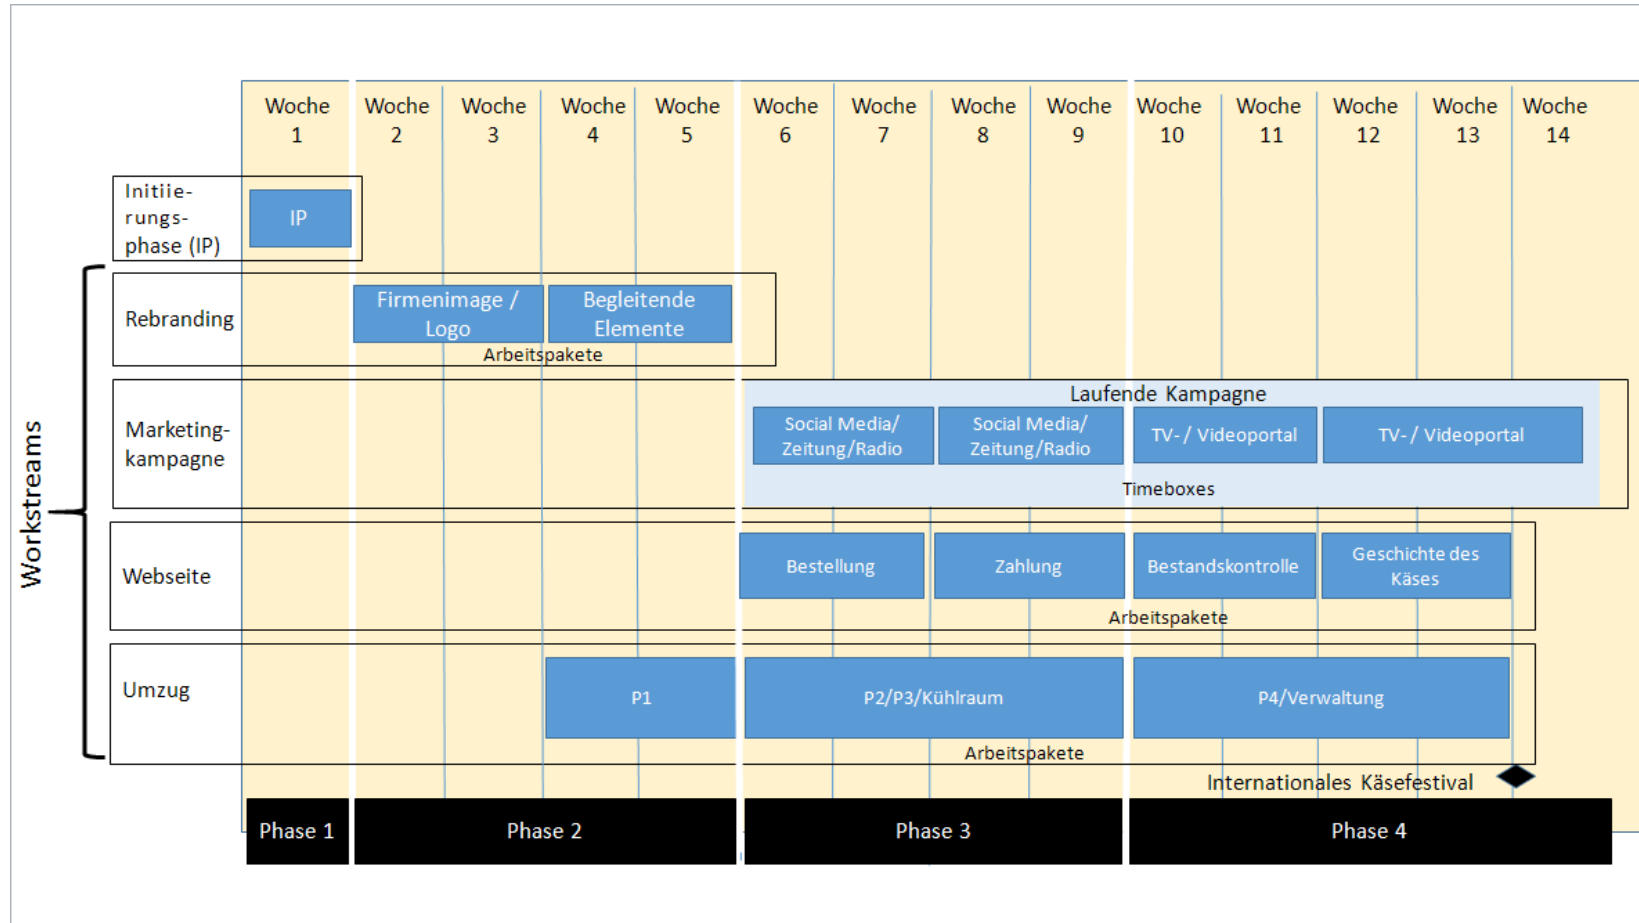 Woche Woche Woche Woche Woche Woche Woche Woche Woche Woche Woche Woche Woche Woche
1 2 3 4 5 6 7 8 9 10 11 12 13 14
Initiie-
rungs-
phase (IP)
IP
Workstreams
Rebranding
Firmenimage /
Logo
Begleitende
Elemente
Arbeitspakete
Marketing-
kampagne
Laufende Kampagne
Social Media/
Zeitung/Radio
Social Media/
Zeitung/Radio
TV- / Videoportal
TV- / Videoportal
Timeboxes
Webseite
Bestellung
Zahlung
Bestandskontrolle
Geschichte des
Käses
Arbeitspakete
Umzug
P1
P2/P3/Kühlraum
P4/Verwaltung
Arbeitspakete
Internationales Käsefestival
Phase 1
Phase 2
Phase 3
Phase 4